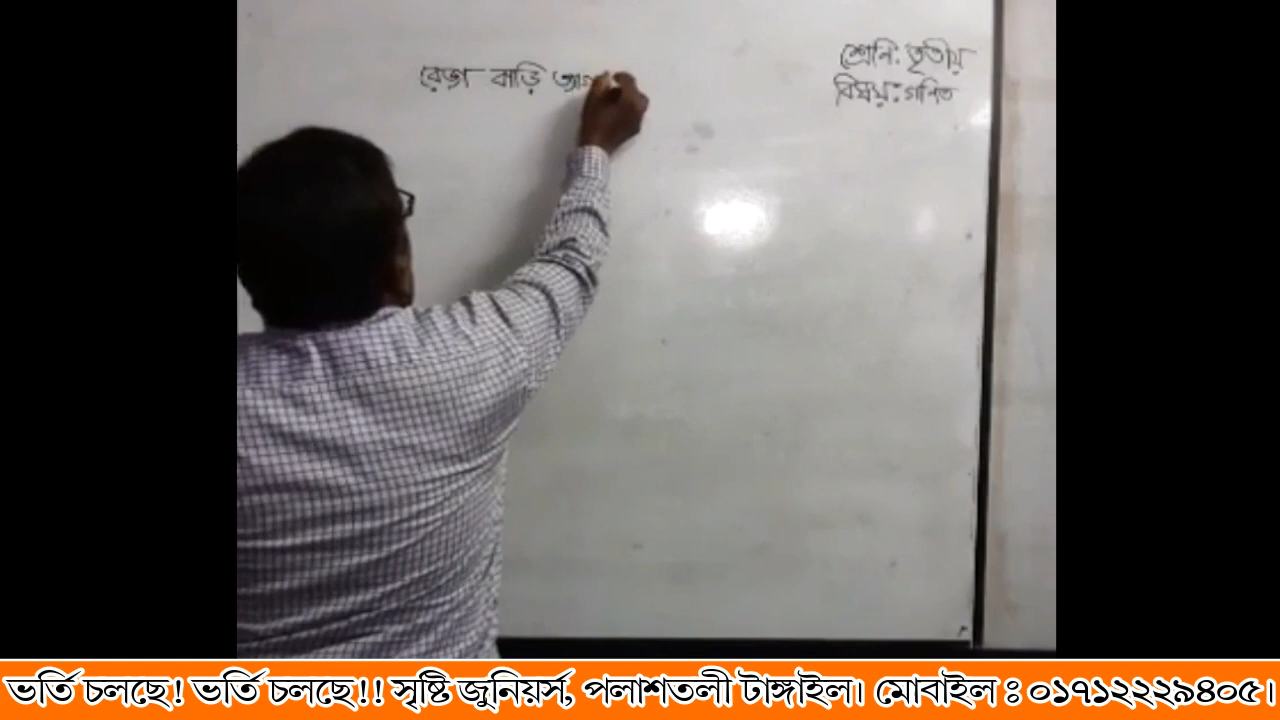 রেজা বাড়ি
শ্রেণি: তৃতীয়
বিষয়: গণিত
ভর্তি চলছে! ভর্তি চলছে!! সৃষ্টি জুনিয়র্স, পলাশতলী টাঙ্গাইল। মোবাইল ঃ ০১৭১২২২৯৪০৫।